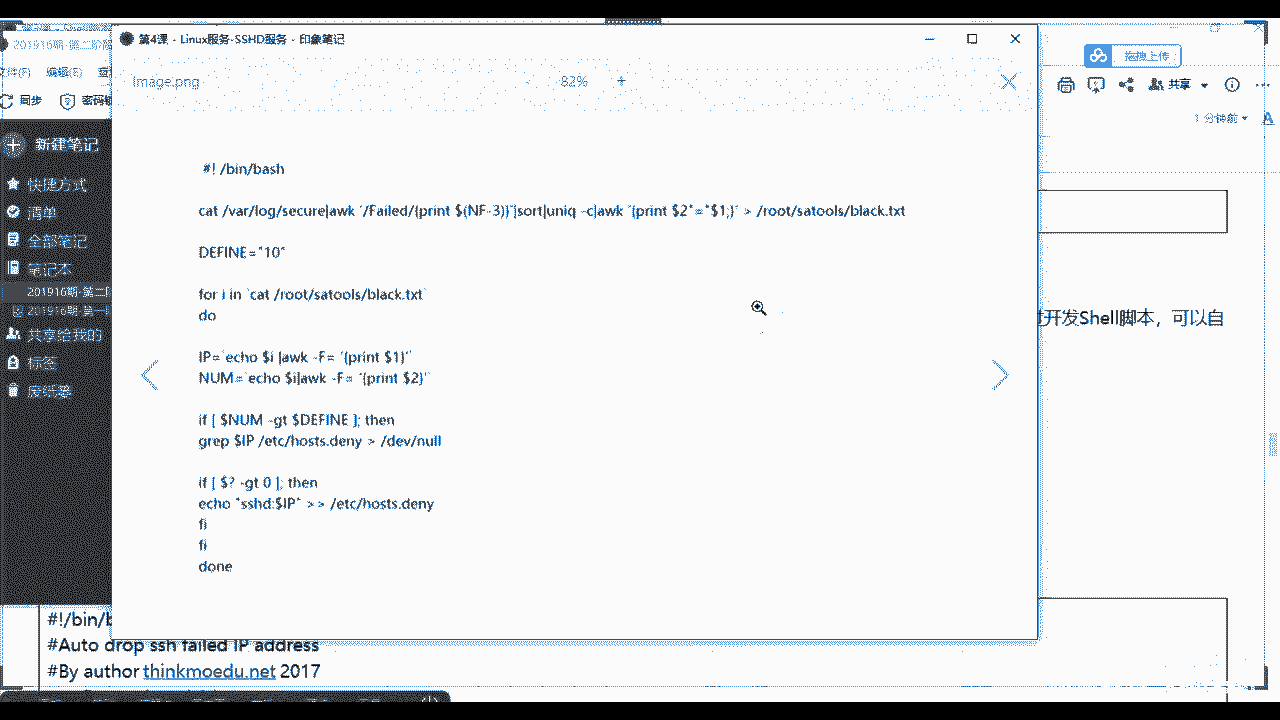 第4课 - Linux服务-SSHD服务 - 印象笔记
Image.png
82%
+
拖拽上传
201916期-第二阶段
文件(F) 编辑(E)
同步
共享
1 分钟前
新建笔记
快捷方式
清单
全部笔记
笔记本
201916期-第二阶
201916期-第一阶
共享给我的
标签
废纸篓
#! /bin/bash
cat /var/log/secure|awk '/Failed/{print $(NF-3)}'|sort|uniq -c|awk '{print $2"="$1;}' > /root/satools/black.txt
DEFINE="10"
for i in `cat /root/satools/black.txt`
do
IP=`echo $i |awk -F= '{print $1}'`
NUM=`echo $i|awk -F= '{print $2}'`
if [ $NUM -gt $DEFINE ]; then
grep $IP /etc/hosts.deny > /dev/null
if [ $? -gt 0 ]; then
echo "sshd:$IP" >> /etc/hosts.deny
fi
fi
done
开发Shell脚本，可以自
#!/bin/b
#Auto drop ssh failed IP address
#By author thinkmoedu.net 2017